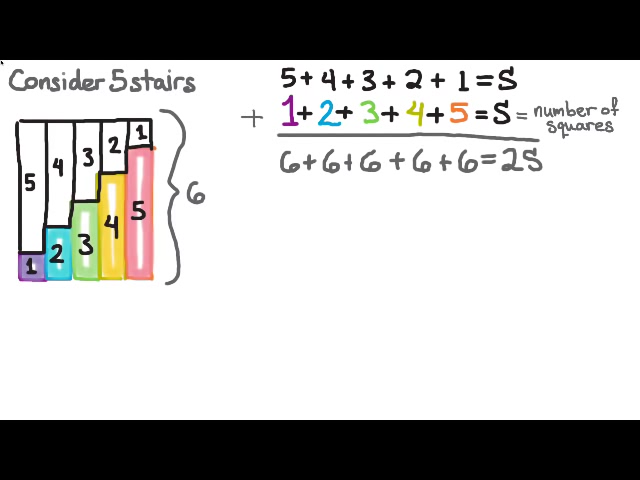 Consider 5 stairs
5+4+3+2+1=S
+ 1+2+3+4+5=S = number of squares
6+6+6+6+6=2S
5 4 3 2 1
1 2 3 4 5
6